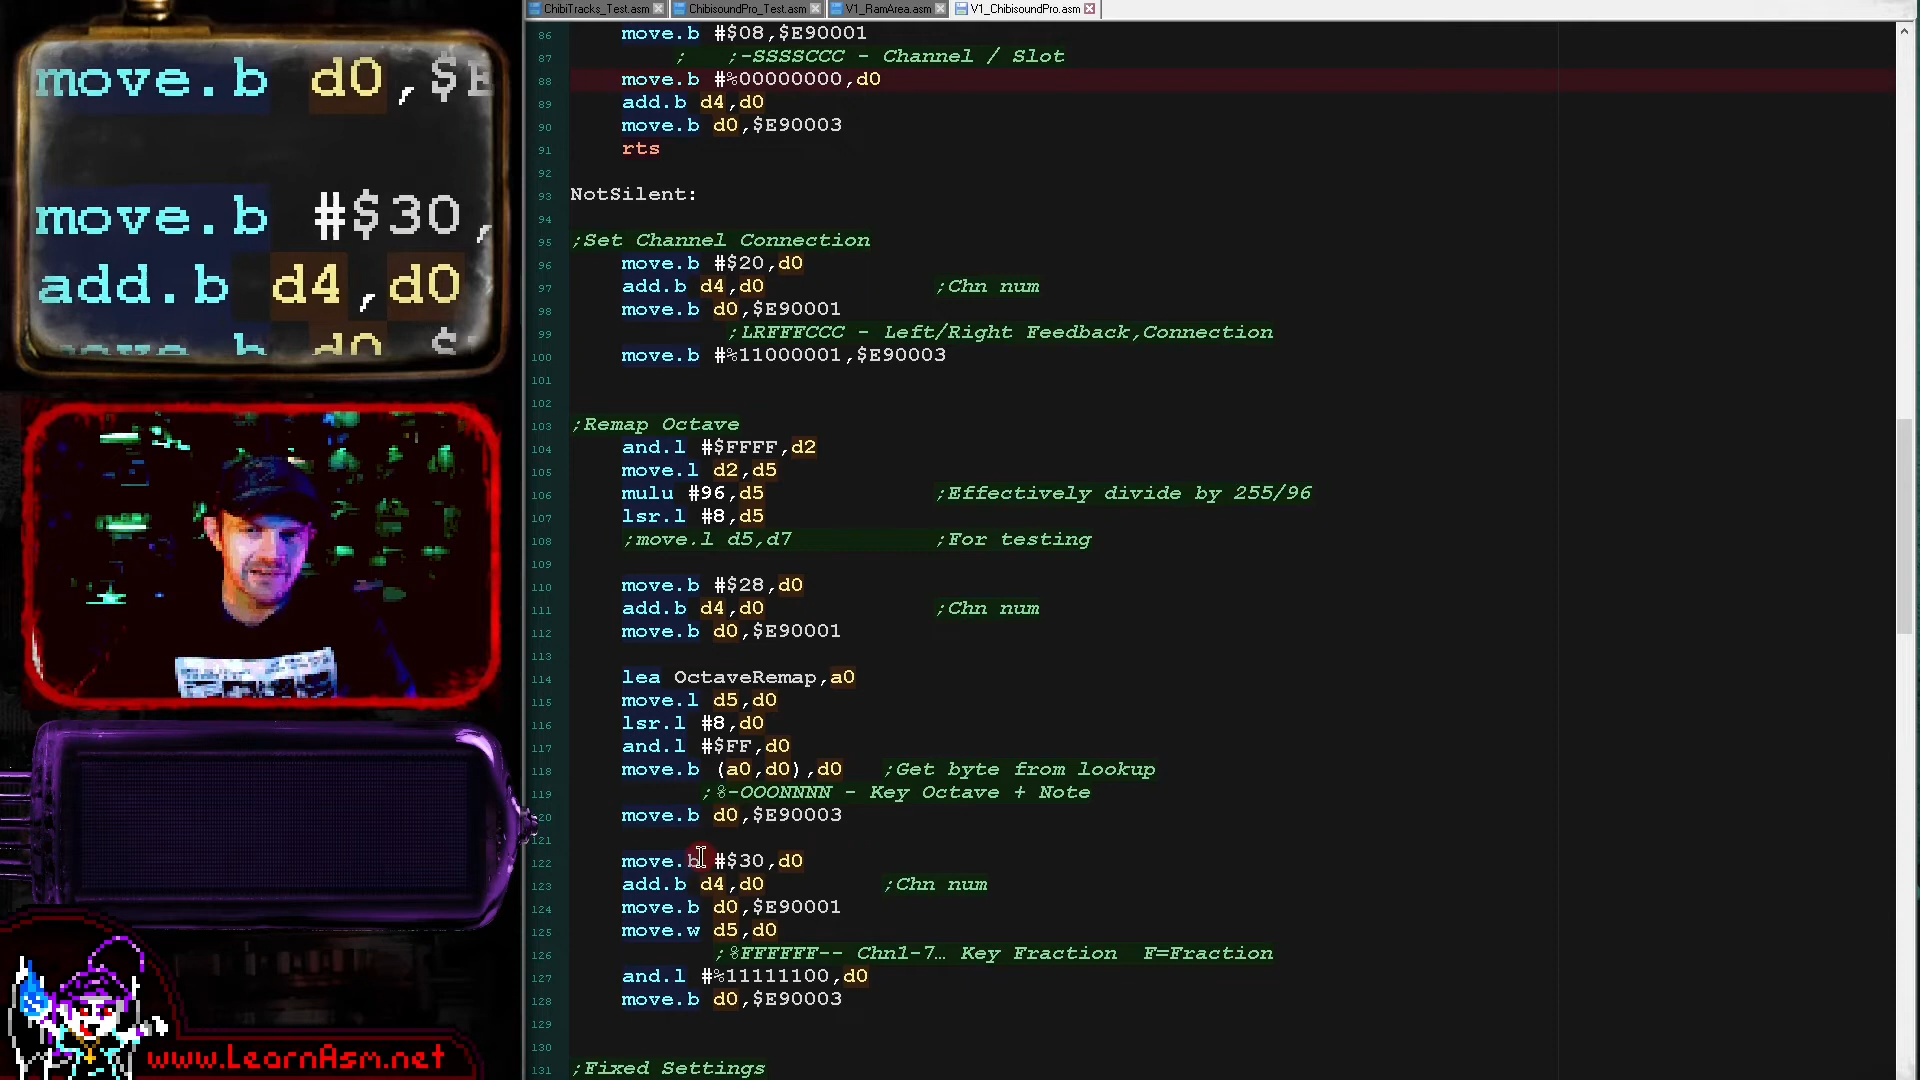 ChibiTracks_Test.asm ChibisoundPro_Test.asm V1_RamArea.asm V1_ChibisoundPro.asm
move.b d0,$E
move.b #$30,
add.b d4,d0
move.b d0 $
86 move.b #$08,$E90001
87 ; ;-SSSSCCC - Channel / Slot
88 move.b #%00000000,d0
89 add.b d4,d0
90 move.b d0,$E90003
91 rts
92
93 NotSilent:
94
95 ;Set Channel Connection
96 move.b #$20,d0
97 add.b d4,d0 ;Chn num
98 move.b d0,$E90001
99 ;LRFFFCCC - Left/Right Feedback,Connection
100 move.b #%11000001,$E90003
101
102
103 ;Remap Octave
104 and.l #$FFFF,d2
105 move.l d2,d5
106 mulu #96,d5 ;Effectively divide by 255/96
107 lsr.l #8,d5
108 ;move.l d5,d7 ;For testing
109
110 move.b #$28,d0
111 add.b d4,d0 ;Chn num
112 move.b d0,$E90001
113
114 lea OctaveRemap,a0
115 move.l d5,d0
116 lsr.l #8,d0
117 and.l #$FF,d0
118 move.b (a0,d0),d0 ;Get byte from lookup
119 ;%-OOONNNN - Key Octave + Note
120 move.b d0,$E90003
121
122 move.b #$30,d0
123 add.b d4,d0 ;Chn num
124 move.b d0,$E90001
125 move.w d5,d0
126 ;%FFFFFF-- Chn1-7… Key Fraction F=Fraction
127 and.l #%11111100,d0
128 move.b d0,$E90003
129
130
131 ;Fixed Settings
www.LearnAsm.net